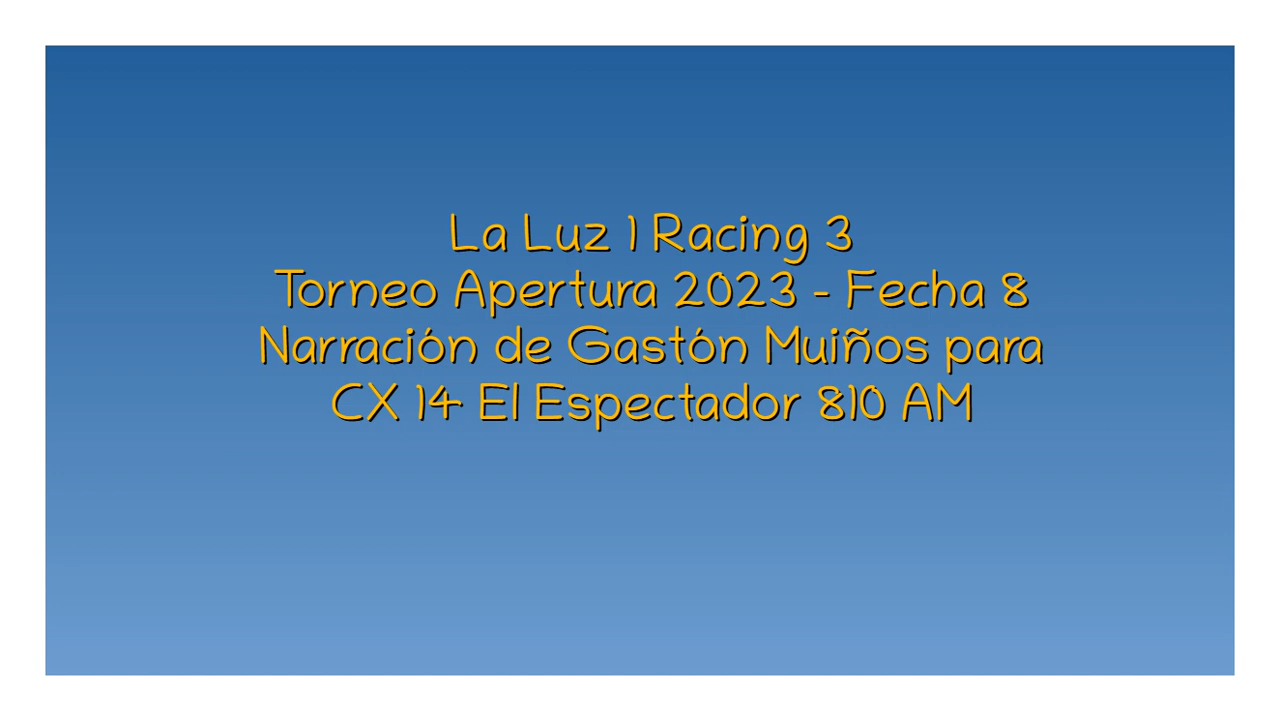 La Luz 1 Racing 3
Torneo Apertura 2023 - Fecha 8
Narración de Gastón Muiños para
CX 14 El Espectador 810 AM